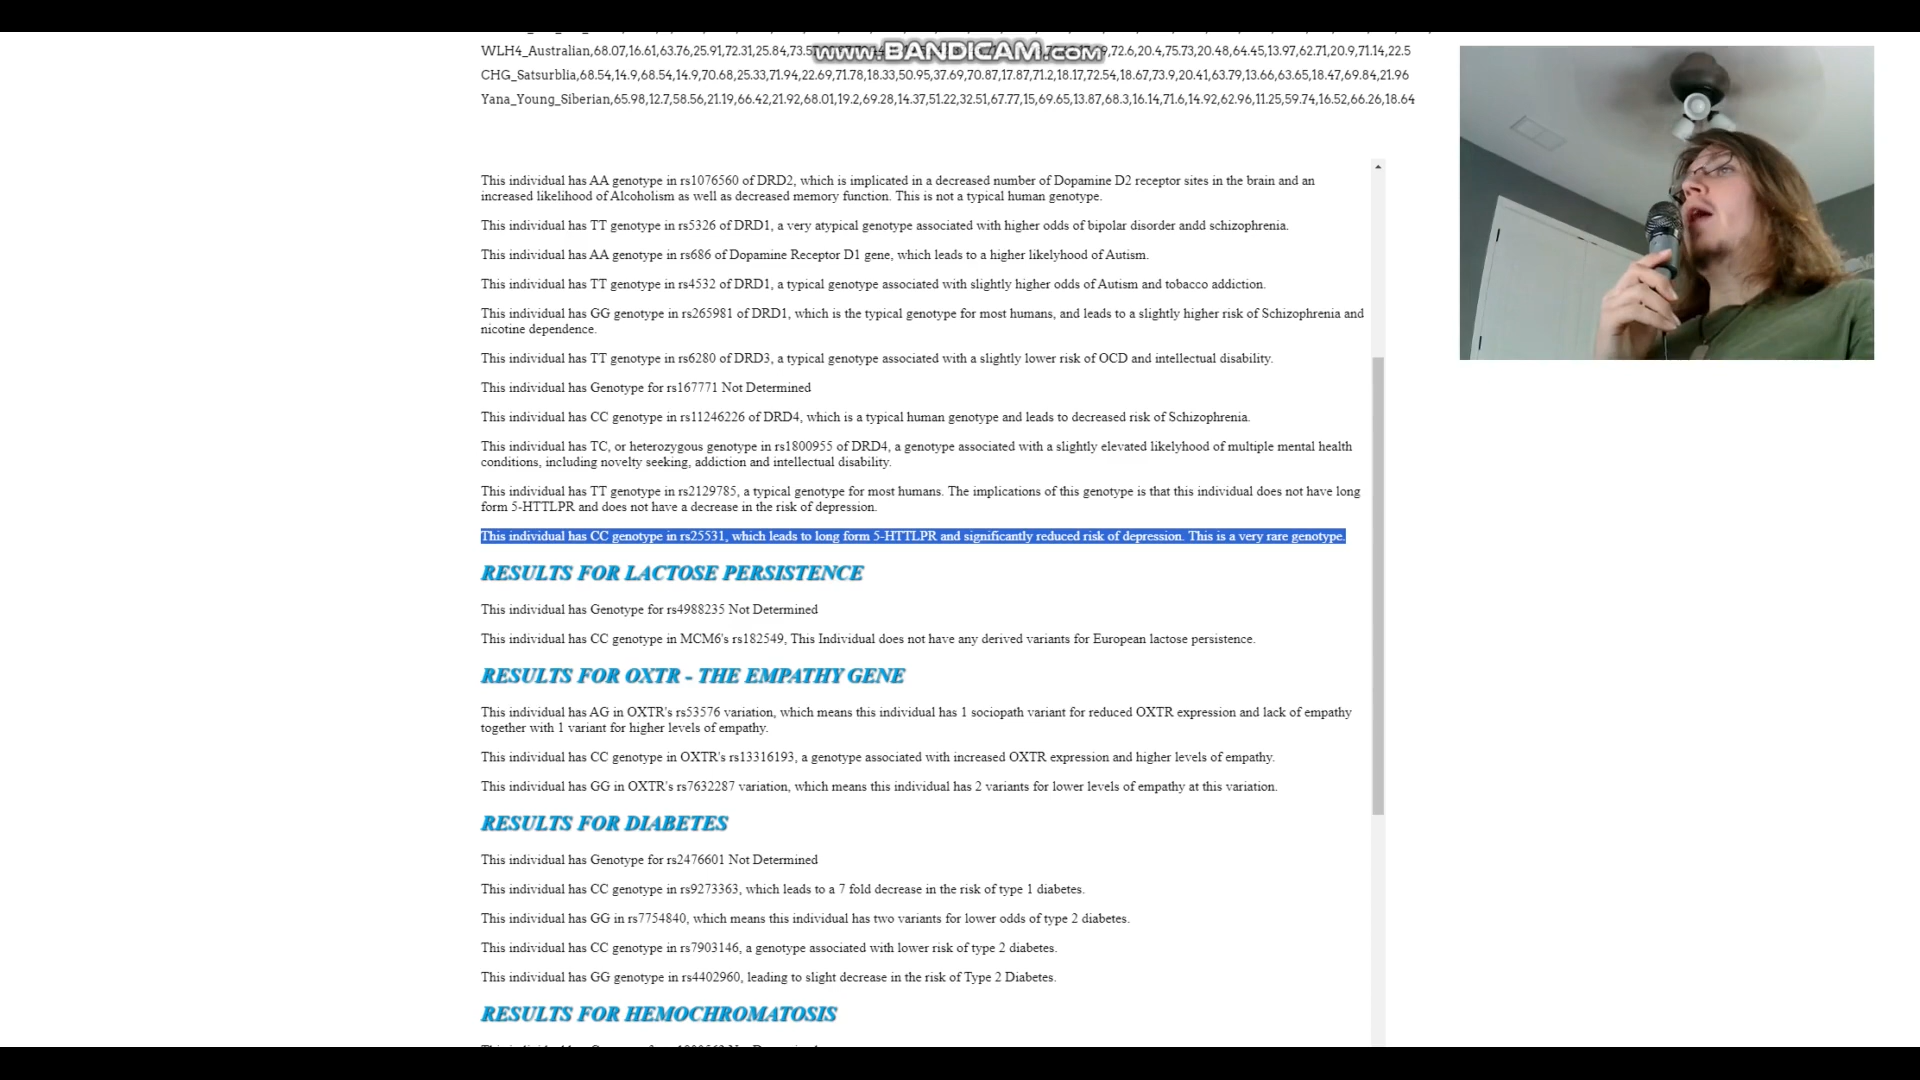 WLH4_Australian,68.07,16.61,63.76,25.91,72.31,25.84,73.5
9,72.6,20.4,75.73,20.48,64.45,13.97,62.71,20.9,71.14,22.5
www.BANDICAM.com
CHG_Satsurblia,68.54,14.9,68.54,14.9,70.68,25.33,71.94,22.69,71.78,18.33,50.95,37.69,70.87,17.87,71.2,18.17,72.54,18.67,73.9,20.41,63.79,13.66,63.65,18.47,69.84,21.96
Yana_Young_Siberian,65.98,12.7,58.56,21.19,66.42,21.92,68.01,19.2,69.28,14.37,51.22,32.51,67.77,15,69.65,13.87,68.3,16.14,71.6,14.92,62.96,11.25,59.74,16.52,66.26,18.64
This individual has AA genotype in rs1076560 of DRD2, which is implicated in a decreased number of Dopamine D2 receptor sites in the brain and an
increased likelihood of Alcoholism as well as decreased memory function. This is not a typical human genotype.
This individual has TT genotype in rs5326 of DRD1, a very atypical genotype associated with higher odds of bipolar disorder andd schizophrenia.
This individual has AA genotype in rs686 of Dopamine Receptor D1 gene, which leads to a higher likelyhood of Autism.
This individual has TT genotype in rs4532 of DRD1, a typical genotype associated with slightly higher odds of Autism and tobacco addiction.
This individual has GG genotype in rs265981 of DRD1, which is the typical genotype for most humans, and leads to a slightly higher risk of Schizophrenia and
nicotine dependence.
This individual has TT genotype in rs6280 of DRD3, a typical genotype associated with a slightly lower risk of OCD and intellectual disability.
This individual has Genotype for rs167771 Not Determined
This individual has CC genotype in rs11246226 of DRD4, which is a typical human genotype and leads to decreased risk of Schizophrenia.
This individual has TC, or heterozygous genotype in rs1800955 of DRD4, a genotype associated with a slightly elevated likelyhood of multiple mental health
conditions, including novelty seeking, addiction and intellectual disability.
This individual has TT genotype in rs2129785, a typical genotype for most humans. The implications of this genotype is that this individual does not have long
form 5-HTTLPR and does not have a decrease in the risk of depression.
This individual has CC genotype in rs25531, which leads to long form 5-HTTLPR and significantly reduced risk of depression. This is a very rare genotype.
RESULTS FOR LACTOSE PERSISTENCE
This individual has Genotype for rs4988235 Not Determined
This individual has CC genotype in MCM6's rs182549, This Individual does not have any derived variants for European lactose persistence.
RESULTS FOR OXTR - THE EMPATHY GENE
This individual has AG in OXTR's rs53576 variation, which means this individual has 1 sociopath variant for reduced OXTR expression and lack of empathy
together with 1 variant for higher levels of empathy.
This individual has CC genotype in OXTR's rs13316193, a genotype associated with increased OXTR expression and higher levels of empathy.
This individual has GG in OXTR's rs7632287 variation, which means this individual has 2 variants for lower levels of empathy at this variation.
RESULTS FOR DIABETES
This individual has Genotype for rs2476601 Not Determined
This individual has CC genotype in rs9273363, which leads to a 7 fold decrease in the risk of type 1 diabetes.
This individual has GG in rs7754840, which means this individual has two variants for lower odds of type 2 diabetes.
This individual has CC genotype in rs7903146, a genotype associated with lower risk of type 2 diabetes.
This individual has GG genotype in rs4402960, leading to slight decrease in the risk of Type 2 Diabetes.
RESULTS FOR HEMOCHROMATOSIS